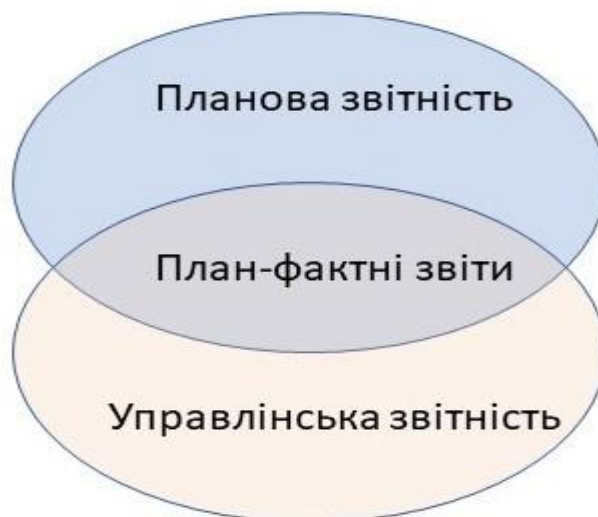 Планова звітність
План-фактні звіти
Управлінська звітність